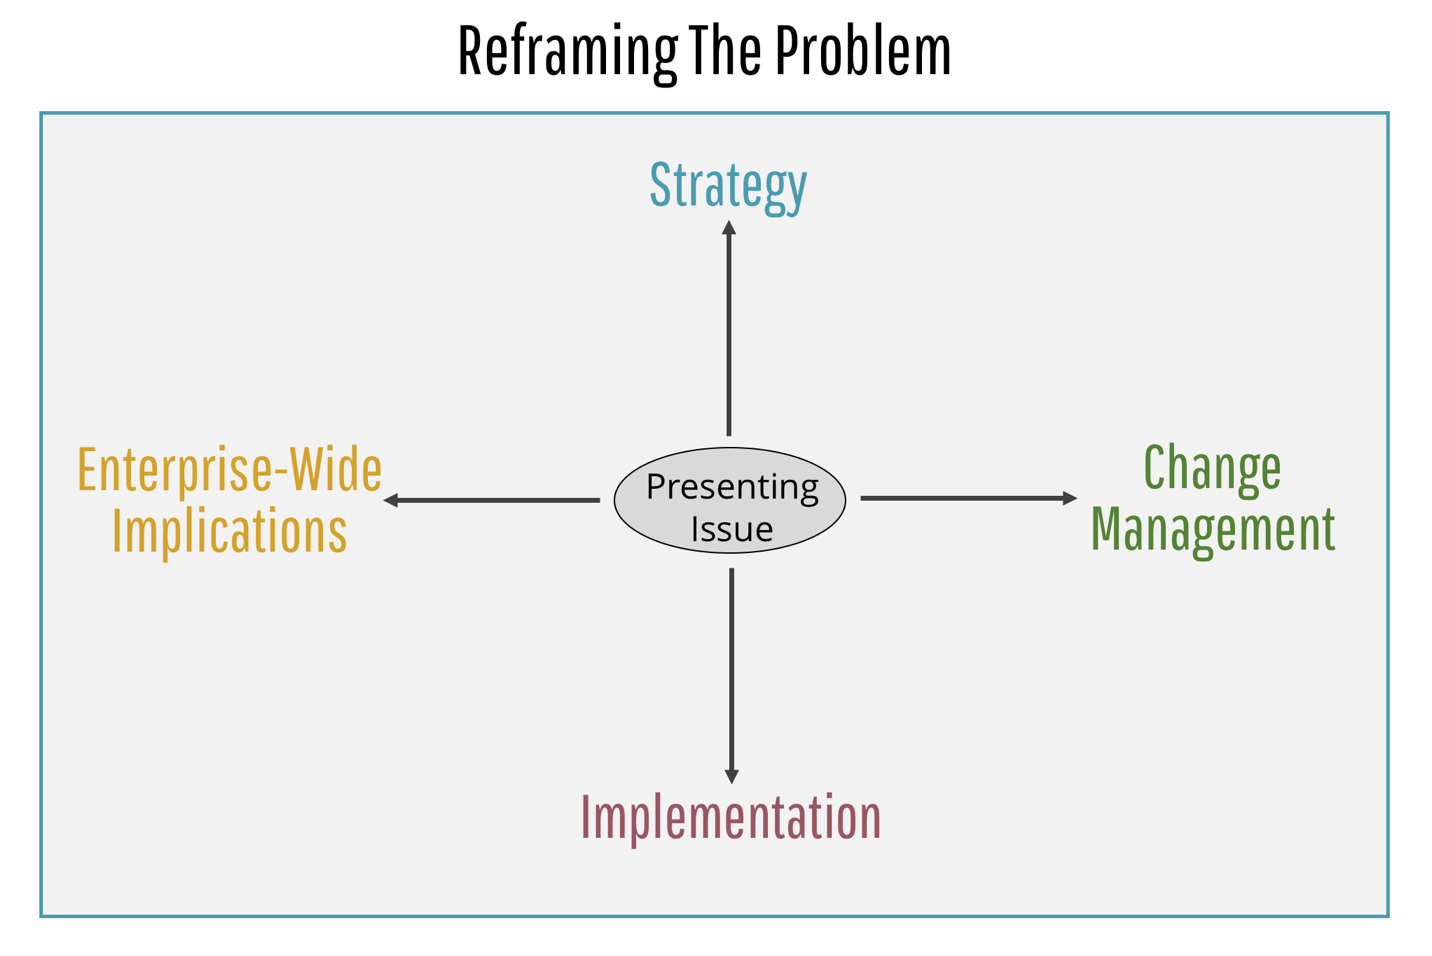 Reframing The Problem
Strategy
Enterprise-Wide
Implications
Presenting
Issue
Change
Management
Implementation